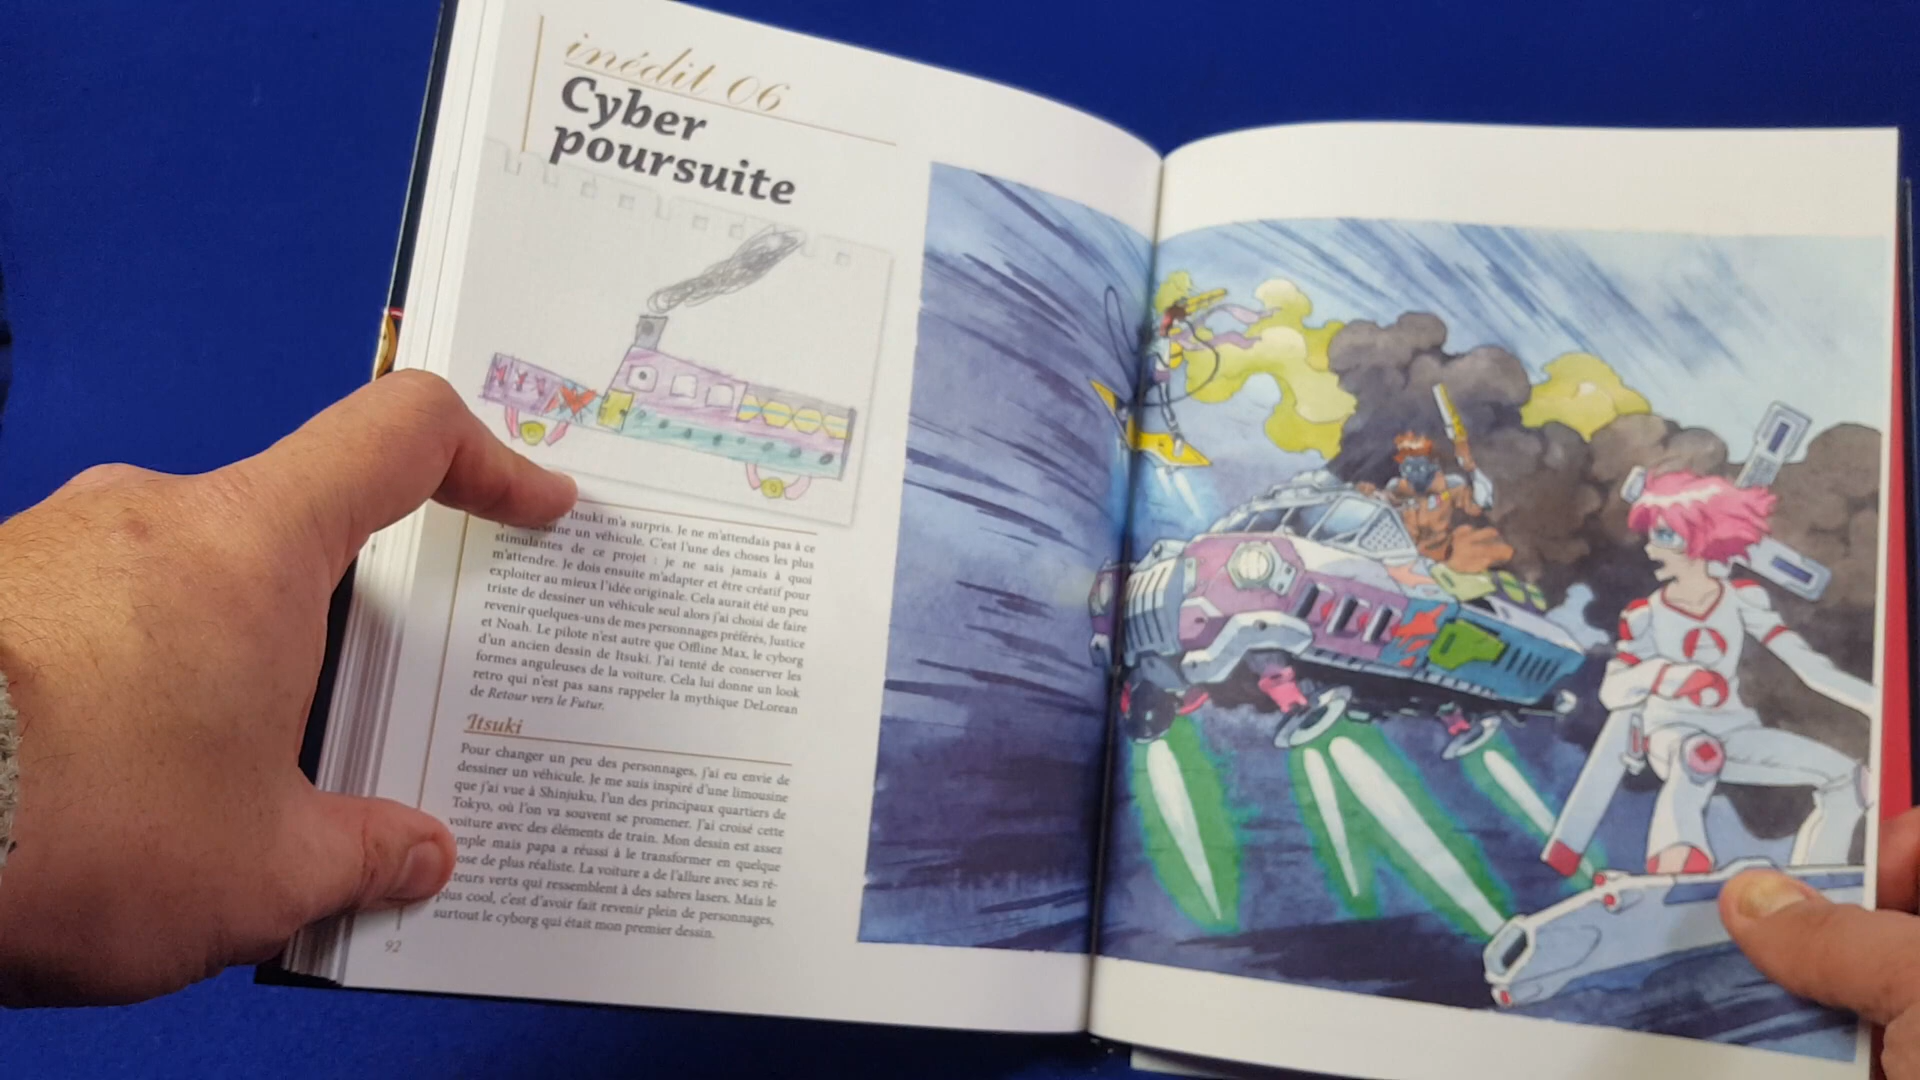 inédit 06
Cyber
poursuite
Itsuki m'a surpris. Je ne m'attendais pas à ce
dessine un véhicule. C'est l'une des choses les plus
stimulantes de ce projet : je ne sais jamais à quoi
m'attendre. Je dois ensuite m'adapter et être créatif pour
exploiter au mieux l'idée originale. Cela aurait été un peu
triste de dessiner un véhicule seul alors j'ai choisi de faire
revenir quelques-uns de mes personnages préférés, Justice
et Noah. Le pilote n'est autre que Offline Max, le cyborg
d'un ancien dessin de Itsuki. J'ai tenté de conserver les
formes anguleuses de la voiture. Cela lui donne un look
retro qui n'est pas sans rappeler la mythique DeLorean
de Retour vers le Futur.
Itsuki
Pour changer un peu des personnages, j'ai eu envie de
dessiner un véhicule. Je me suis inspiré d'une limousine
que j'ai vue à Shinjuku, l'un des principaux quartiers de
Tokyo, où l'on va souvent se promener. J'ai croisé cette
voiture avec des éléments de train. Mon dessin est assez
mple mais papa a réussi à le transformer en quelque
ose de plus réaliste. La voiture a de l'allure avec ses ré-
cteurs verts qui ressemblent à des sabres lasers. Mais le
plus cool, c'est d'avoir fait revenir plein de personnages,
surtout le cyborg qui était mon premier dessin.
92